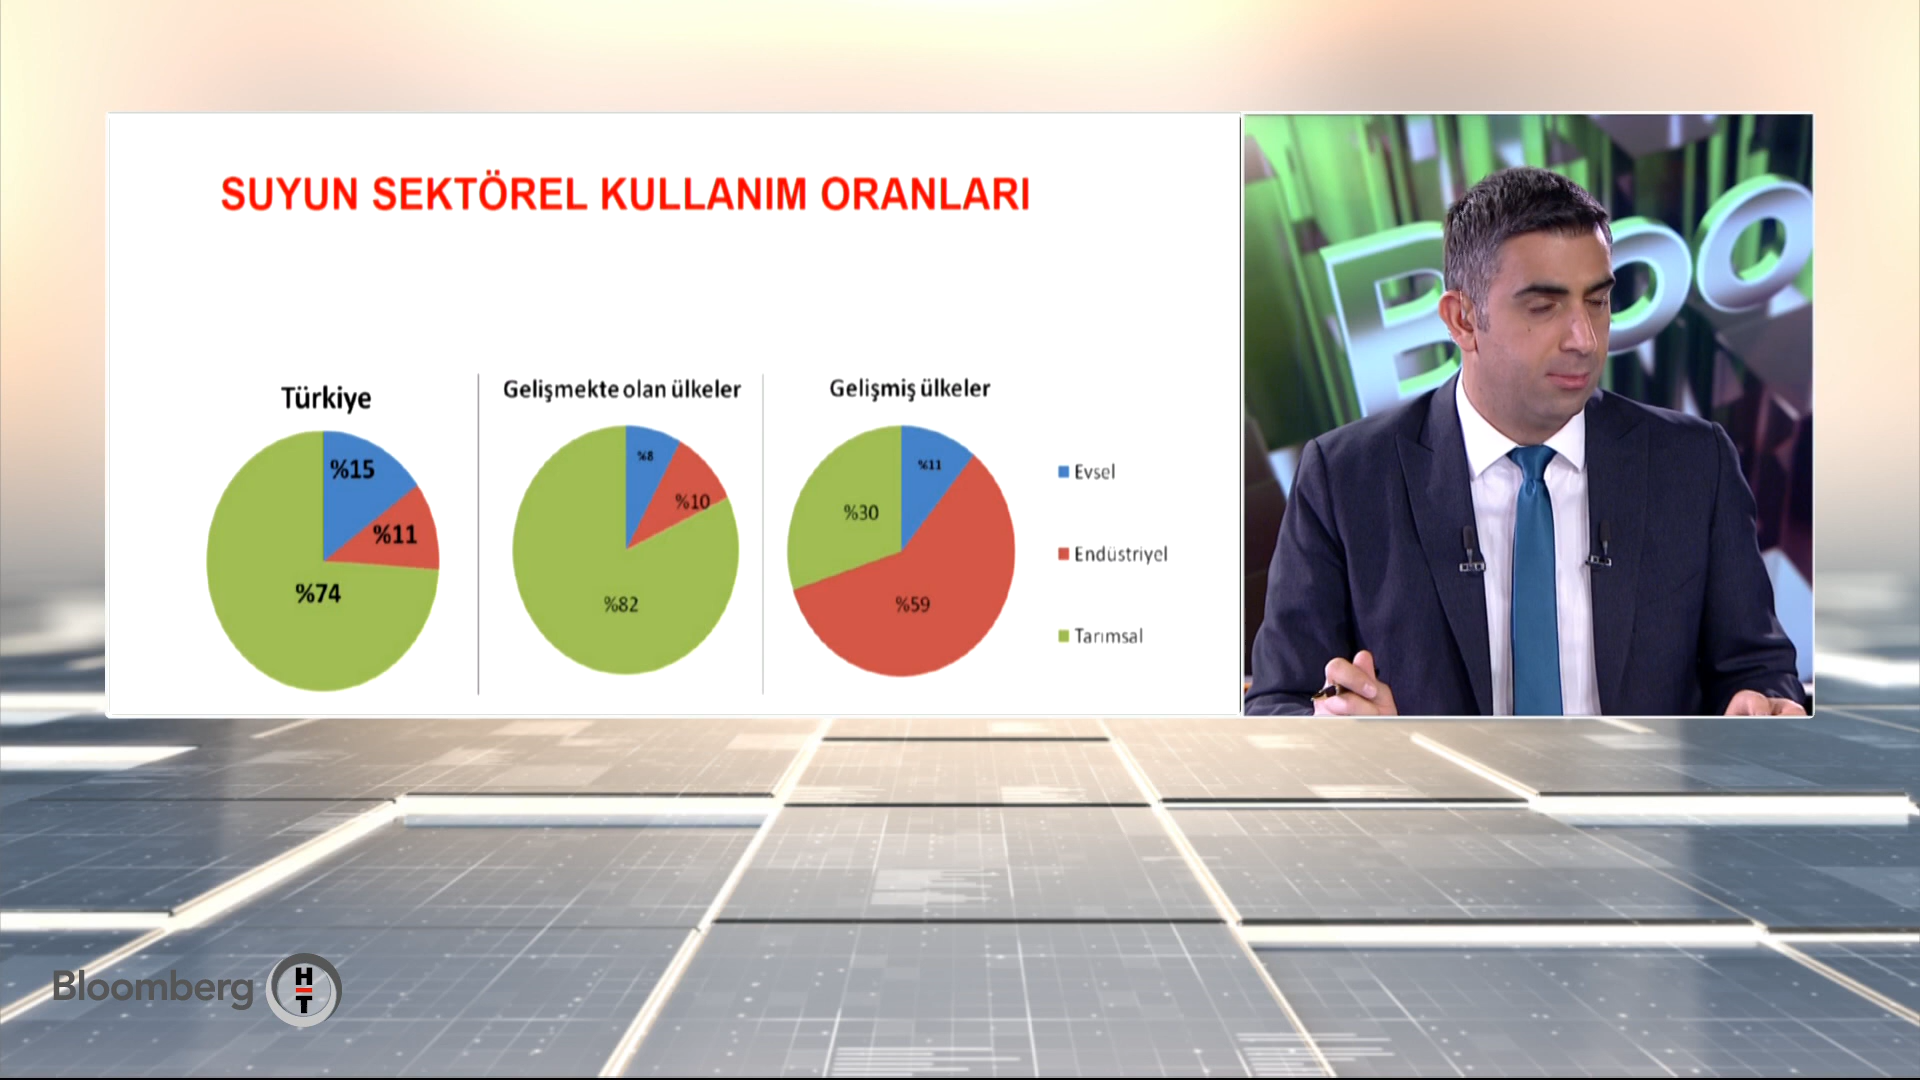 SUYUN SEKTÖREL KULLANIM ORANLARI
Türkiye
%15
%11
%74
Gelişmekte olan ülkeler
%8
%10
%82
Gelişmiş ülkeler
%11
%30
%59
Evsel
Endüstriyel
Tarımsal
Bloo
B
Bloomberg HT